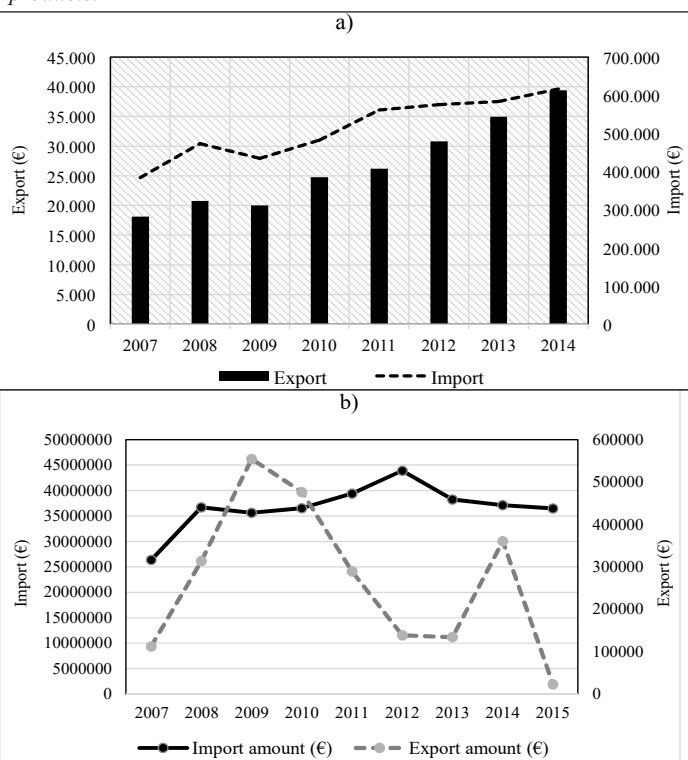 products.
a)
45.000 700.000
40.000 600.000
35.000 500.000
30.000 400.000
25.000 300.000
20.000 200.000
15.000 100.000
10.000 0
5.000
0
Export (€)
Import (€)
2007 2008 2009 2010 2011 2012 2013 2014
Export Import
b)
50000000 600000
45000000 500000
40000000 400000
35000000 300000
30000000 200000
25000000 100000
20000000 0
15000000
10000000
5000000
0
Import (€)
Export (€)
2007 2008 2009 2010 2011 2012 2013 2014 2015
Import amount (€) Export amount (€)